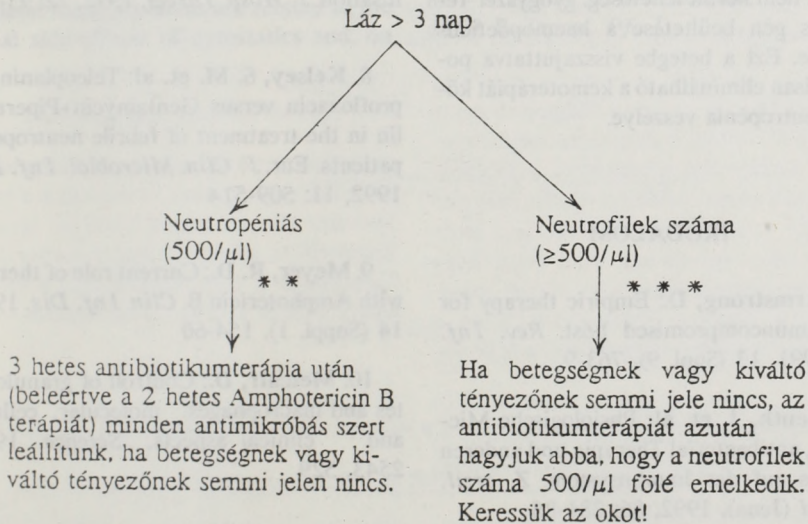 Láz > 3 nap
Neutropéniás
(500/µl)
* *
3 hetes antibiotikumterápia után
(beleértve a 2 hetes Amphotericin B
terápiát) minden antimikróbás szert
leállítunk, ha betegségnek vagy ki-
váltó tényezőnek semmi jelen nincs.
Neutrofilek száma
(≥500/µl)
* * *
Ha betegségnek vagy kiváltó
tényezőnek semmi jele nincs, az
antibiotikumterápiát azután
hagyjuk abba, hogy a neutrofilek
száma 500/µl fölé emelkedik.
Keressük az okot!